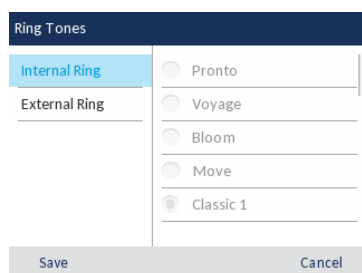 Ring Tones
Internal Ring
External Ring
Pronto
Voyage
Bloom
Move
Classic 1
Save
Cancel